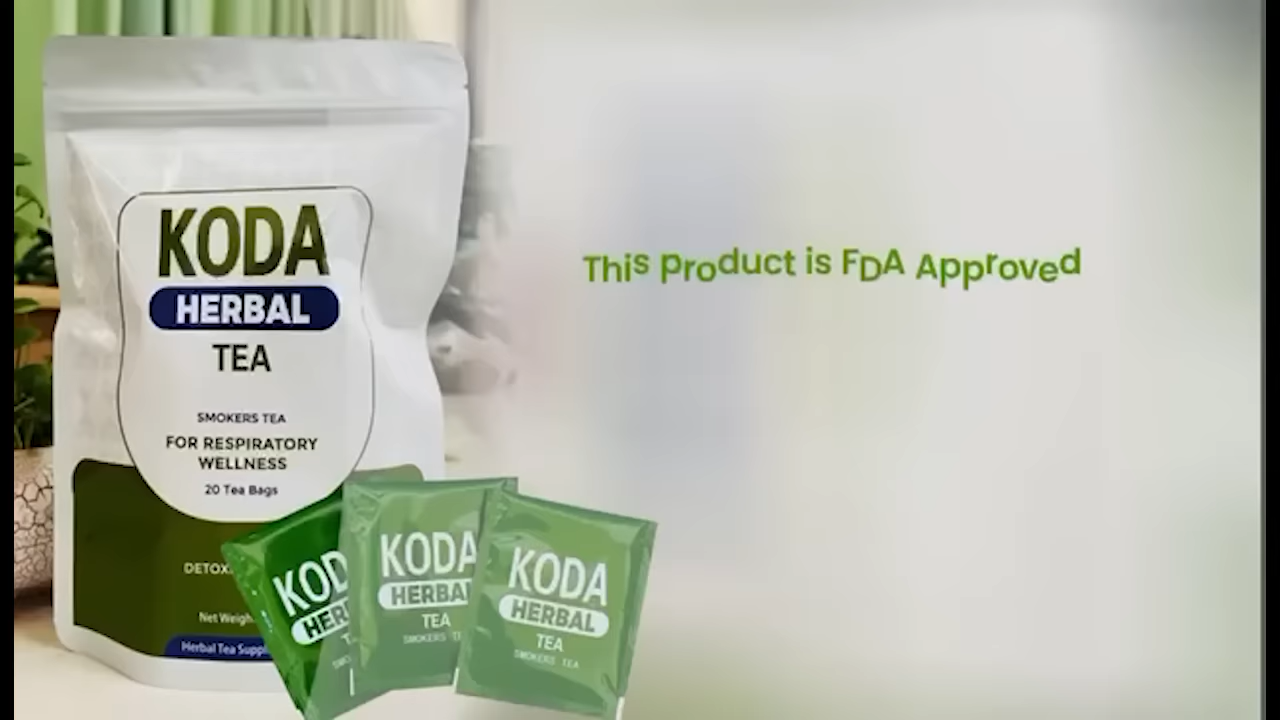 KODA
HERBAL
TEA
SMOKERS TEA
FOR RESPIRATORY
WELLNESS
20 Tea Bags
This product is FDA Approved
KODA
HERBAL
TEA
SMOKERS
KODA
HERBAL
TEA
SMOKERS TEA